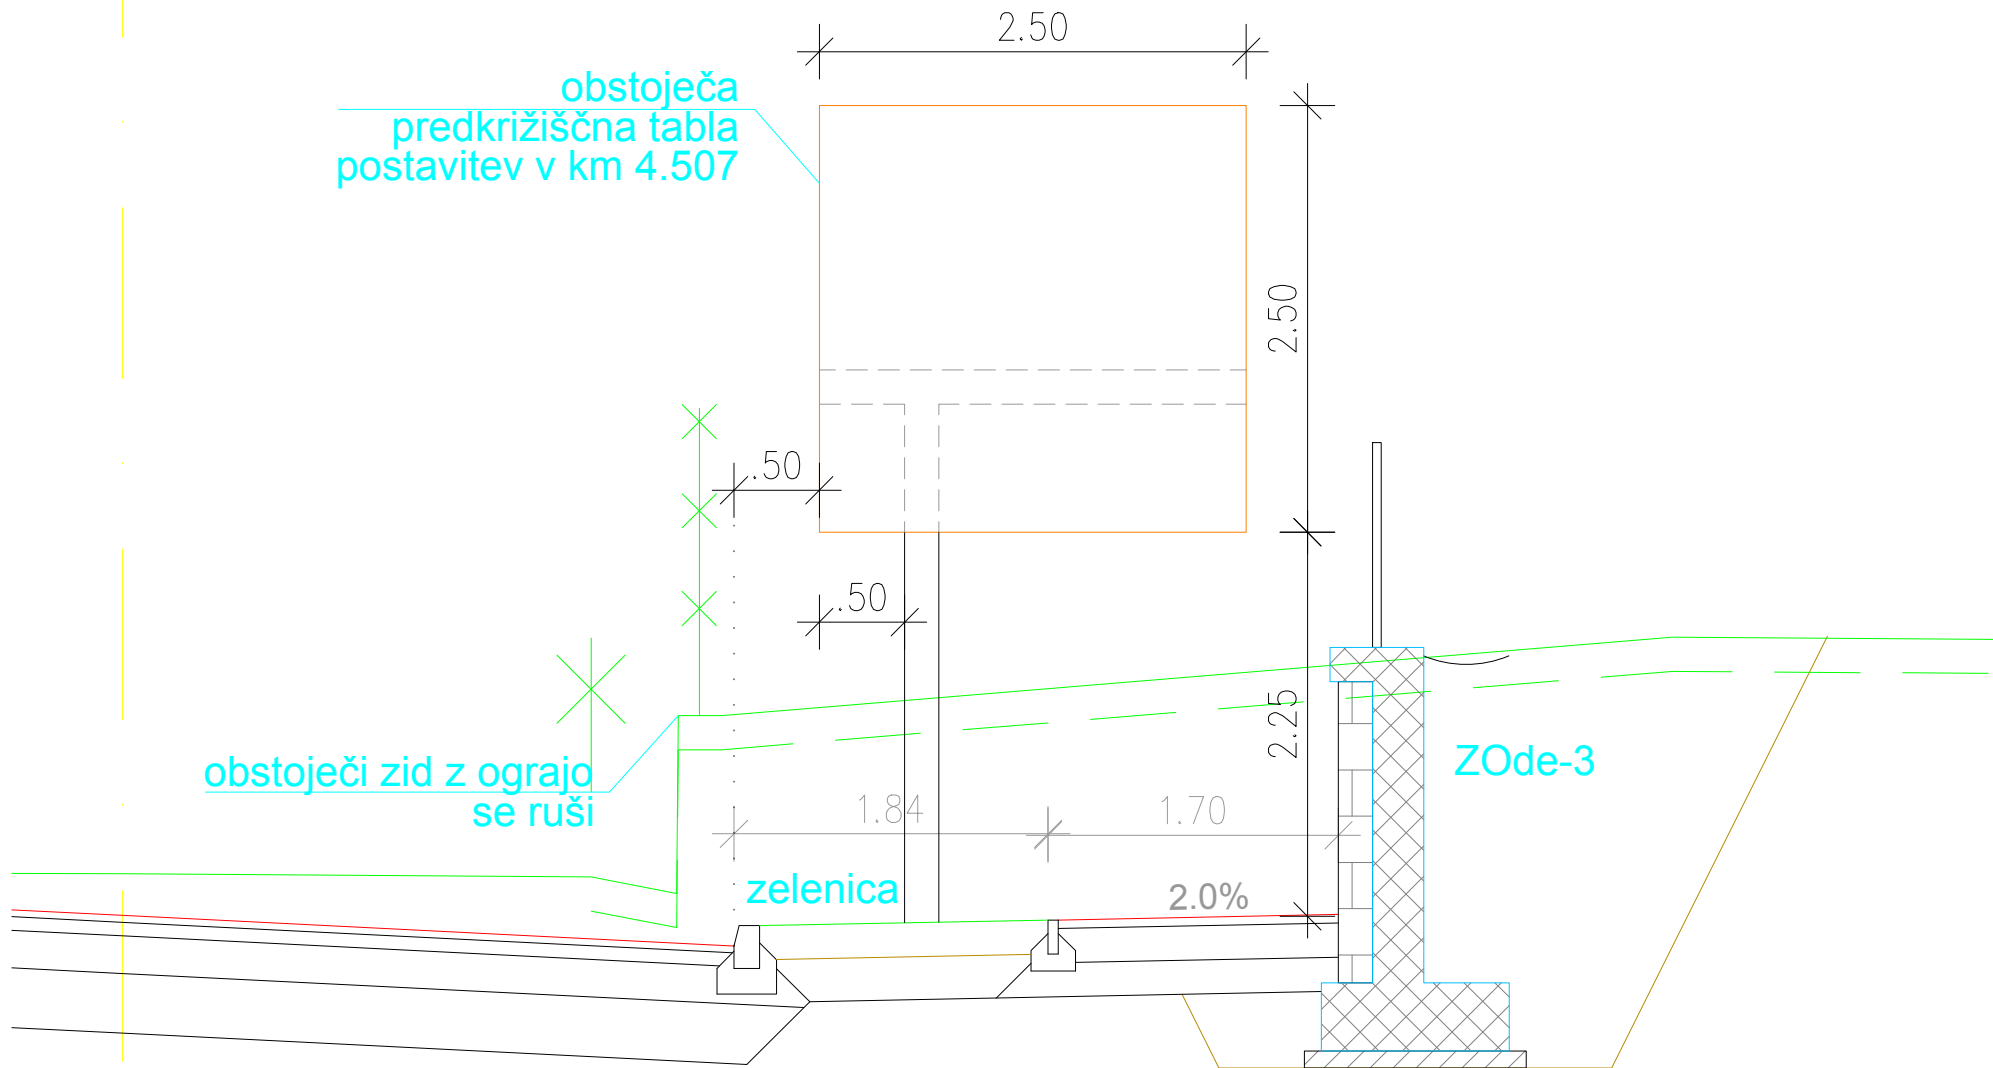 2.50
obstoječa
predkrižiščna tabla
postavitev v km 4.507
2.50
.50
.50
2.25
ZOde-3
obstoječi zid z ograjo
se ruši
1.84
1.70
zelenica
2.0%